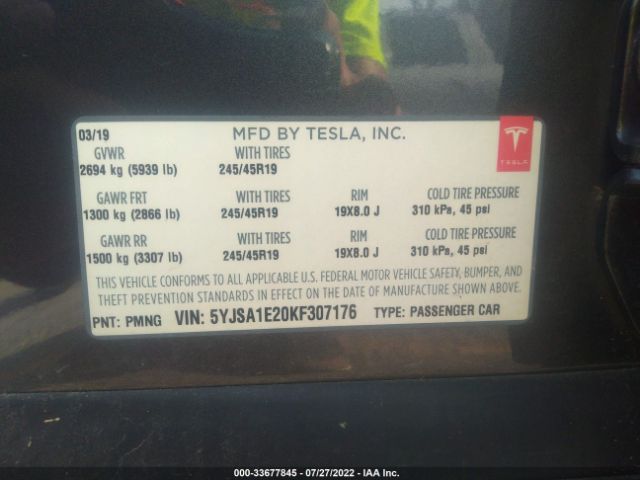 03/19 MFD BY TESLA, INC.
GVWR WITH TIRES
2694 kg (5939 lb) 245/45R19
TESLA
GAWR FRT WITH TIRES RIM COLD TIRE PRESSURE
1300 kg (2866 lb) 245/45R19 19X8.0 J 310 kPa, 45 psi
GAWR RR WITH TIRES RIM COLD TIRE PRESSURE
1500 kg (3307 lb) 245/45R19 19X8.0 J 310 kPa, 45 psi
THIS VEHICLE CONFORMS TO ALL APPLICABLE U.S. FEDERAL MOTOR VEHICLE SAFETY, BUMPER, AND
THEFT PREVENTION STANDARDS IN EFFECT ON THE DATE OF MANUFACTURE SHOWN ABOVE.
PNT: PMNG VIN: 5YJSA1E20KF307176 TYPE: PASSENGER CAR
000-33677845 / 07/27/2022 - IAA Inc.